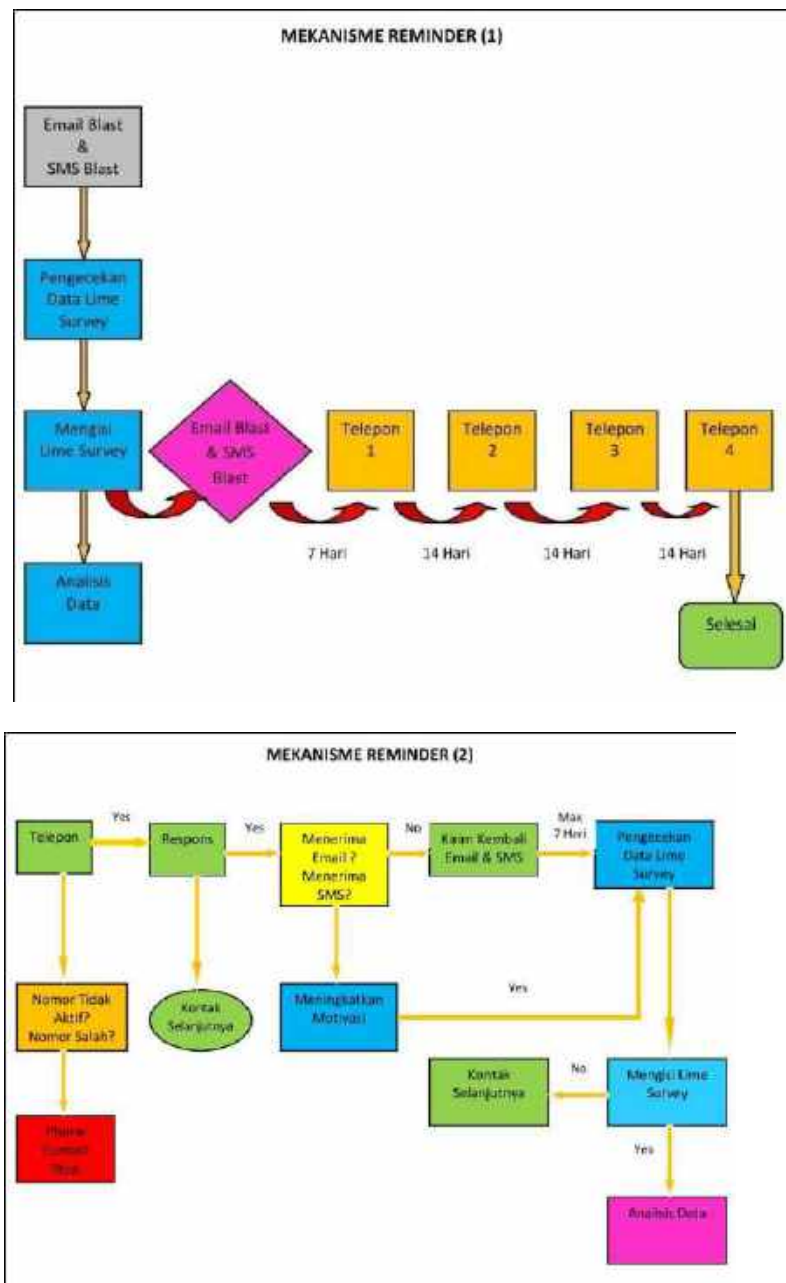 MEKANISME REMINDER (1)
Email Blast
&
SMS Blast
Pengecekan
Data Lime
Survey
Mengisi
Lime Survey
Email Blast
& SMS
Blast
Telepon
1
Telepon
2
Telepon
3
Telepon
4
7 Hari
14 Hari
14 Hari
14 Hari
Analisis
Data
Selesai
MEKANISME REMINDER (2)
Telepon
Yes
Respons
Yes
Menerima
Email ?
Menerima
SMS?
No
Kirim Kembali
Email & SMS
Max
7 Hari
Pengecekan
Data Lime
Survey
Nomor Tidak
Aktif?
Nomor Salah?
Kontak
Selanjutnya
Meningkatkan
Motivasi
Yes
Kontak
Selanjutnya
No
Mengisi Lime
Survey
Yes
Analisis Data